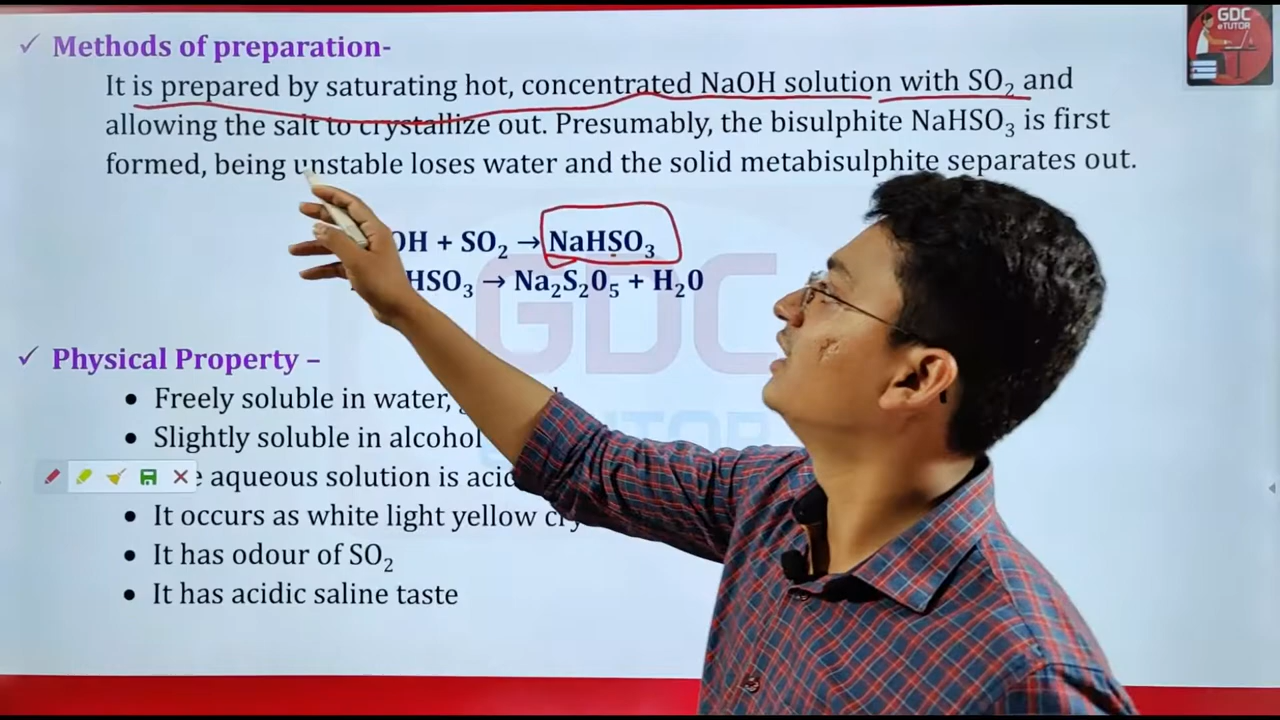 GDC
eTUTOR
✓ Methods of preparation-
It is prepared by saturating hot, concentrated NaOH solution with SO₂ and
allowing the salt to crystallize out. Presumably, the bisulphite NaHSO₃ is first
formed, being unstable loses water and the solid metabisulphite separates out.
OH + SO₂ → NaHSO₃
HSO₃ → Na₂S₂0₅ + H₂0
GDC
✓ Physical Property –
• Freely soluble in water,
• Slightly soluble in alcohol
aqueous solution is
• It occurs as white light yellow
• It has odour of SO₂
• It has acidic saline taste